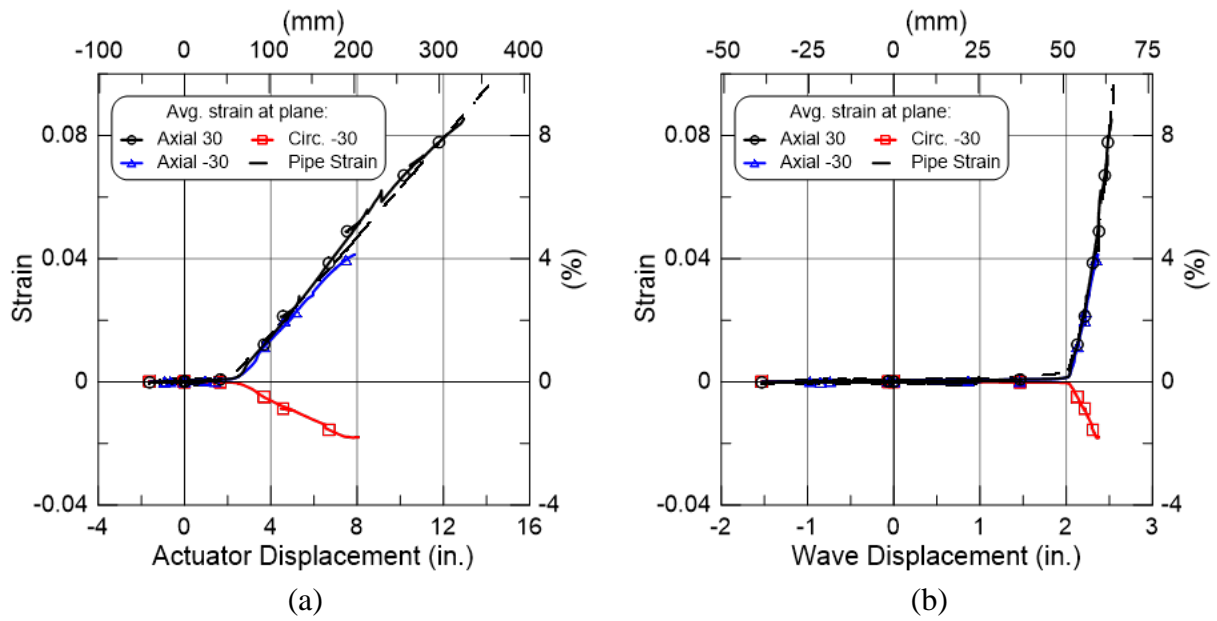 (mm)
-100 0 100 200 300 400
0.08
0.04
0
-0.04
Strain
8
4
0
-4
(%)
Avg. strain at plane:
Axial 30 Circ. -30
Axial -30 Pipe Strain
-4 0 4 8 12 16
Actuator Displacement (in.)
(a)
(mm)
-50 -25 0 25 50 75
0.08
0.04
0
-0.04
Strain
8
4
0
-4
(%)
Avg. strain at plane:
Axial 30 Circ. -30
Axial -30 Pipe Strain
-2 -1 0 1 2 3
Wave Displacement (in.)
(b)